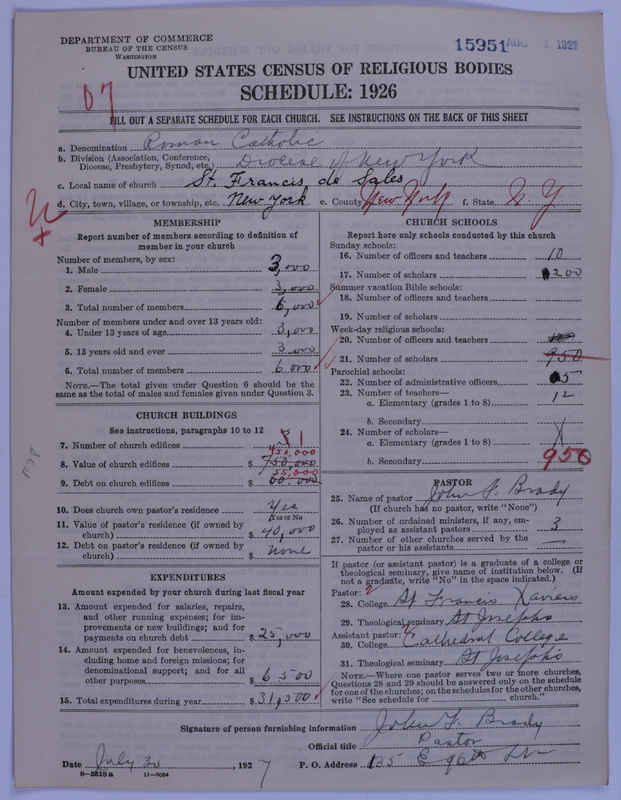 DEPARTMENT OF COMMERCE
BUREAU OF THE CENSUS
WASHINGTON
15951 AUG 1 1927
UNITED STATES CENSUS OF RELIGIOUS BODIES
SCHEDULE: 1926
FILL OUT A SEPARATE SCHEDULE FOR EACH CHURCH. SEE INSTRUCTIONS ON THE BACK OF THIS SHEET
a. Denomination Roman Catholic
b. Division (Association, Conference, Diocese, Presbytery, Synod, etc.) Diocese of New York
c. Local name of church St. Francis de Sales
d. City, town, village, or township, etc. New York e. County New York f. State N. Y.
MEMBERSHIP
Report number of members according to definition of
member in your church
Number of members, by sex:
1. Male 3,000
2. Female 3,000
3. Total number of members 6,000
Number of members under and over 13 years old:
4. Under 13 years of age 3,000
5. 13 years old and over 3000
6. Total number of members 6000
NOTE.—The total given under Question 6 should be the
same as the total of males and females given under Question 3.
CHURCH BUILDINGS
See instructions, paragraphs 10 to 12
7. Number of church edifices 1
450,000
8. Value of church edifices $ 750,000
55,000
9. Debt on church edifices $ 60.000
10. Does church own pastor's residence? Yes
Yes or No
11. Value of pastor's residence (if owned by
church) $ 40,000
12. Debt on pastor's residence (if owned by
church) $ none
EXPENDITURES
Amount expended by your church during last fiscal year
13. Amount expended for salaries, repairs,
and other running expenses; for im-
provements or new buildings; and for
payments on church debt $ 25,000
14. Amount expended for benevolences, in-
cluding home and foreign missions; for
denominational support; and for all
other purposes $ 6500
15. Total expenditures during year $ 31,500
CHURCH SCHOOLS
Report here only schools conducted by this church
Sunday schools:
16. Number of officers and teachers 10
17. Number of scholars 200
Summer vacation Bible schools:
18. Number of officers and teachers
19. Number of scholars
Week-day religious schools:
20. Number of officers and teachers
21. Number of scholars 950
Parochial schools:
22. Number of administrative officers 5
23. Number of teachers—
a. Elementary (grades 1 to 8) 12
b. Secondary
24. Number of scholars—
a. Elementary (grades 1 to 8)
b. Secondary 950
PASTOR
25. Name of pastor John F. Brady
(If church has no pastor, write "None")
26. Number of ordained ministers, if any, em-
ployed as assistant pastors 3
27. Number of other churches served by the
pastor or his assistants —
If pastor (or assistant pastor) is a graduate of a college or
theological seminary, give name of institution below. (If
not a graduate, write "No" in the space indicated.)
Pastor:
28. College St Francis Xaviers
29. Theological seminary St Josephs
Assistant pastor:
30. College Cathedral College
31. Theological seminary St Josephs
NOTE.—Where one pastor serves two or more churches,
Questions 28 and 29 should be answered only on the schedule
for one of the churches; on the schedules for the other churches,
write "See schedule for church."
Signature of person furnishing information John F. Brady
Official title Pastor
Date July 30, 1927 P. O. Address 135 E 96th
8-3518a 11-9054